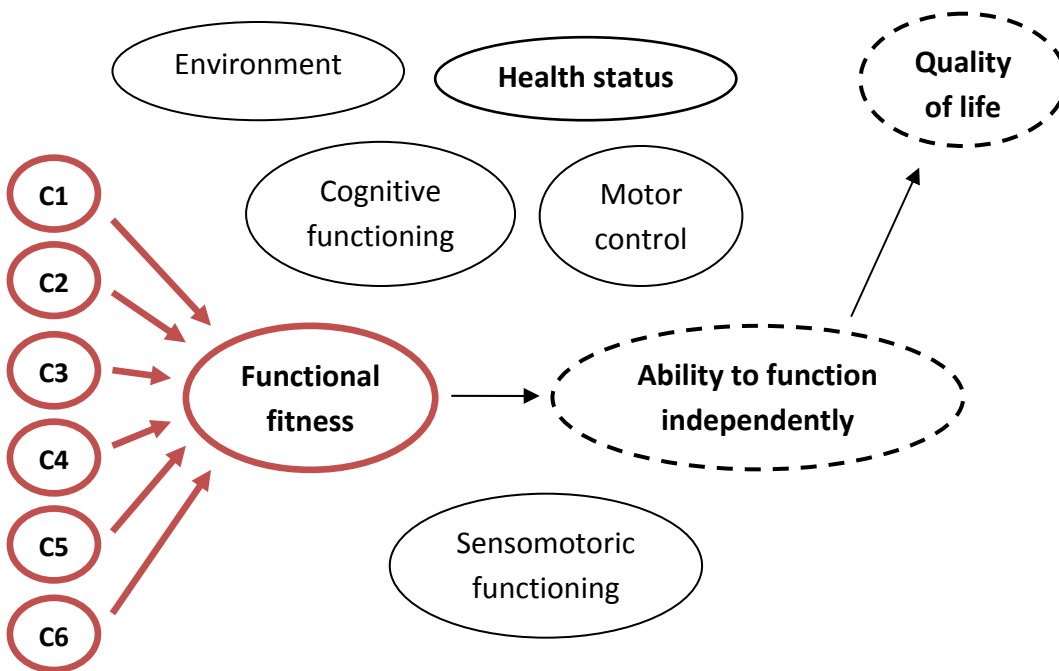 Environment
Health status
Quality
of life
C1
Cognitive
functioning
Motor
control
C2
C3
Functional
fitness
Ability to function
independently
C4
C5
Sensomotoric
functioning
C6